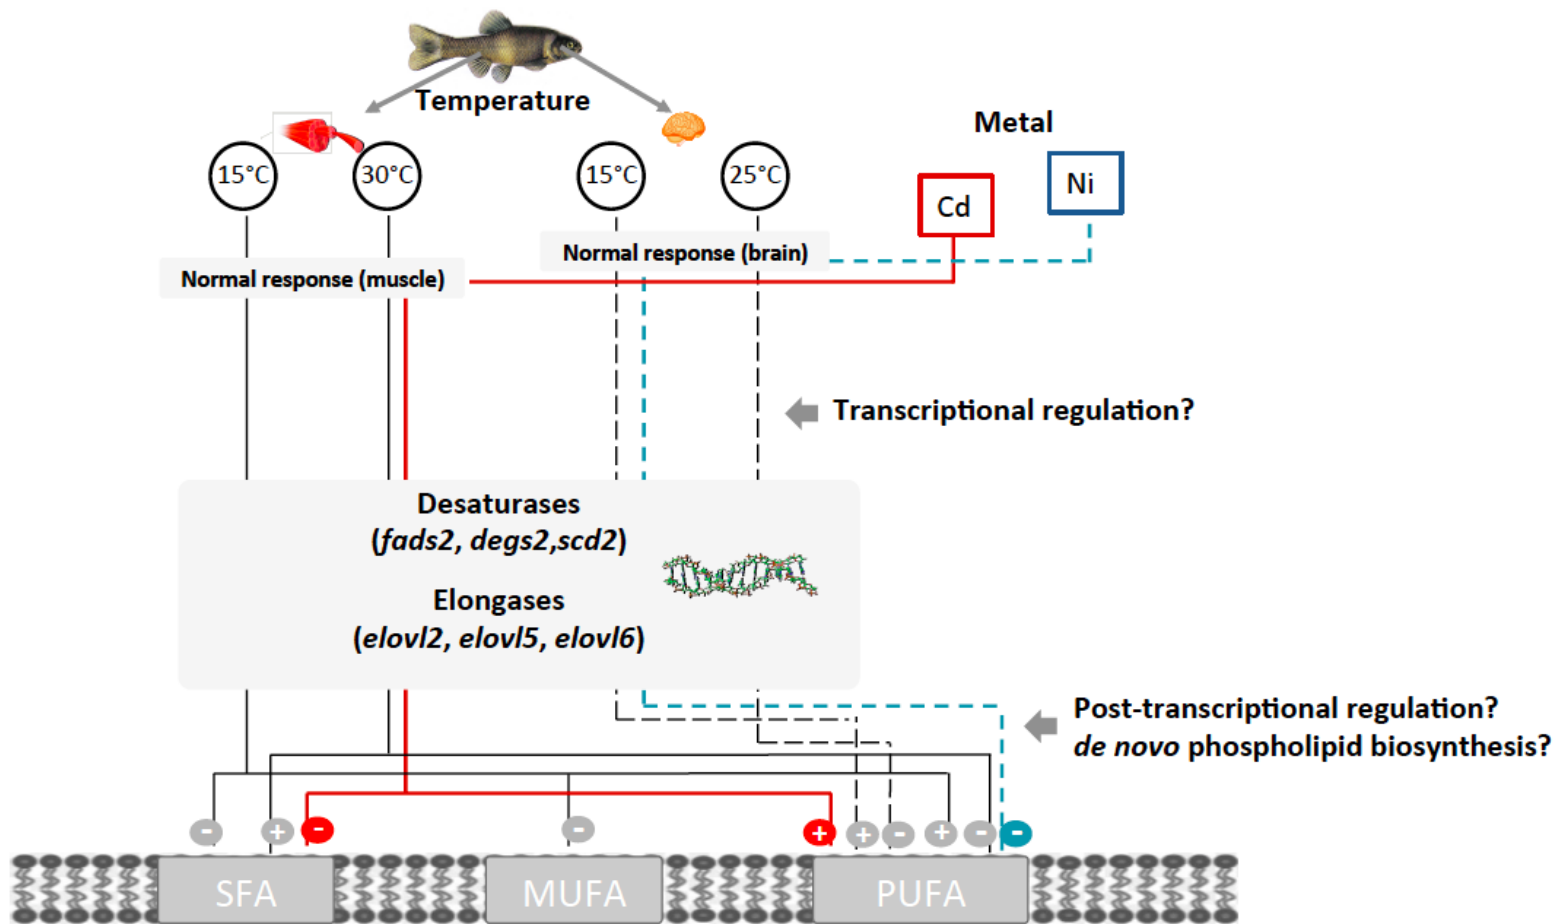 Temperature
Metal
15°C
30°C
15°C
25°C
Cd
Ni
Normal response (brain)
Normal response (muscle)
Transcriptional regulation?
Desaturases
(fads2, degs2,scd2)
Elongases
(elovl2, elovl5, elovl6)
Post-transcriptional regulation?
de novo phospholipid biosynthesis?
- + - - + + - + - -
SFA
MUFA
PUFA